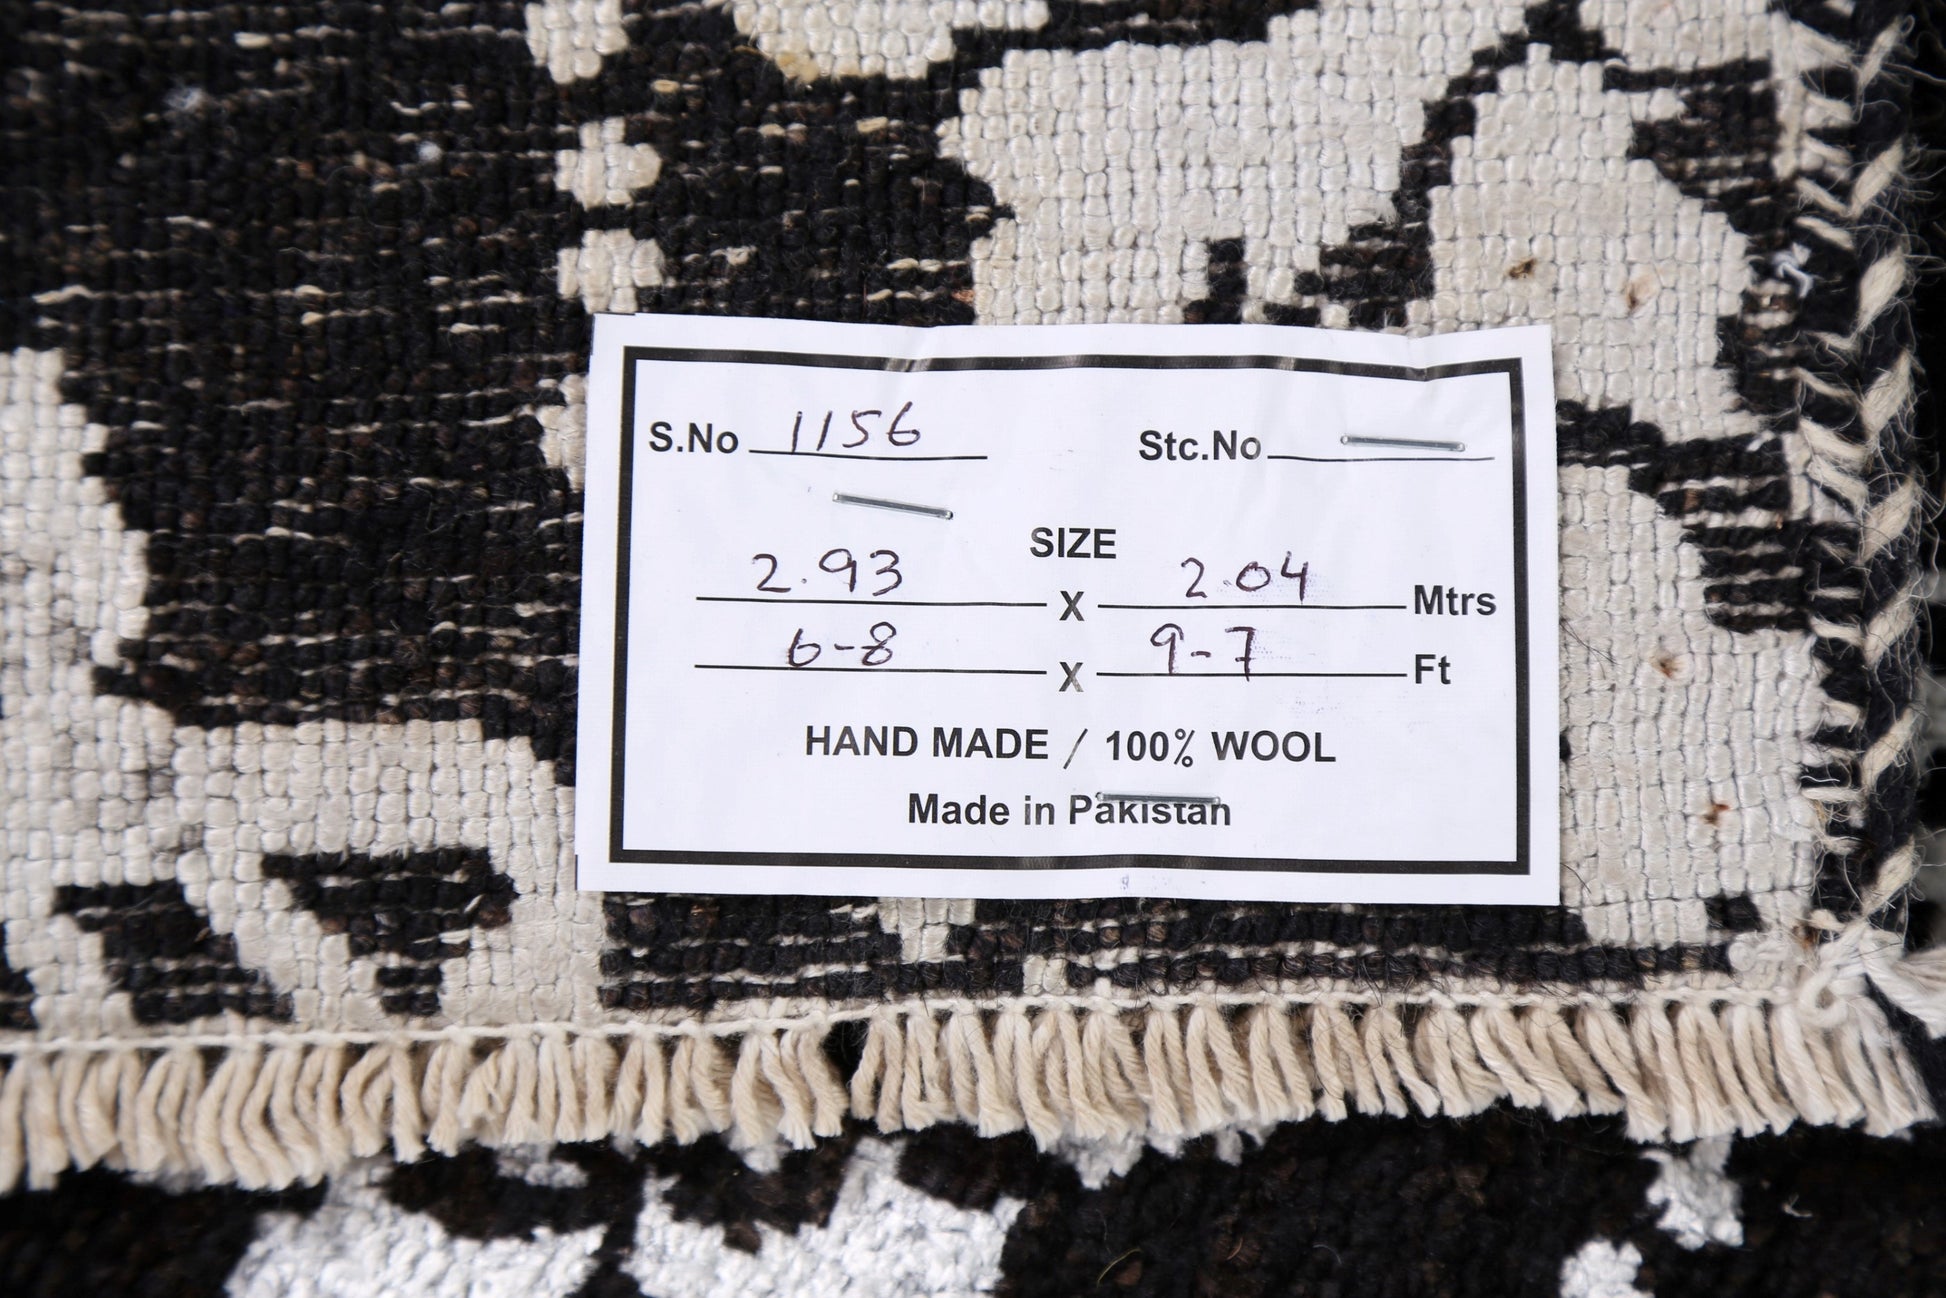 S.No 1156 Stc.No
SIZE
2.93 X 2.04 Mtrs
6-8 X 9-7 Ft
HAND MADE / 100% WOOL
Made in Pakistan